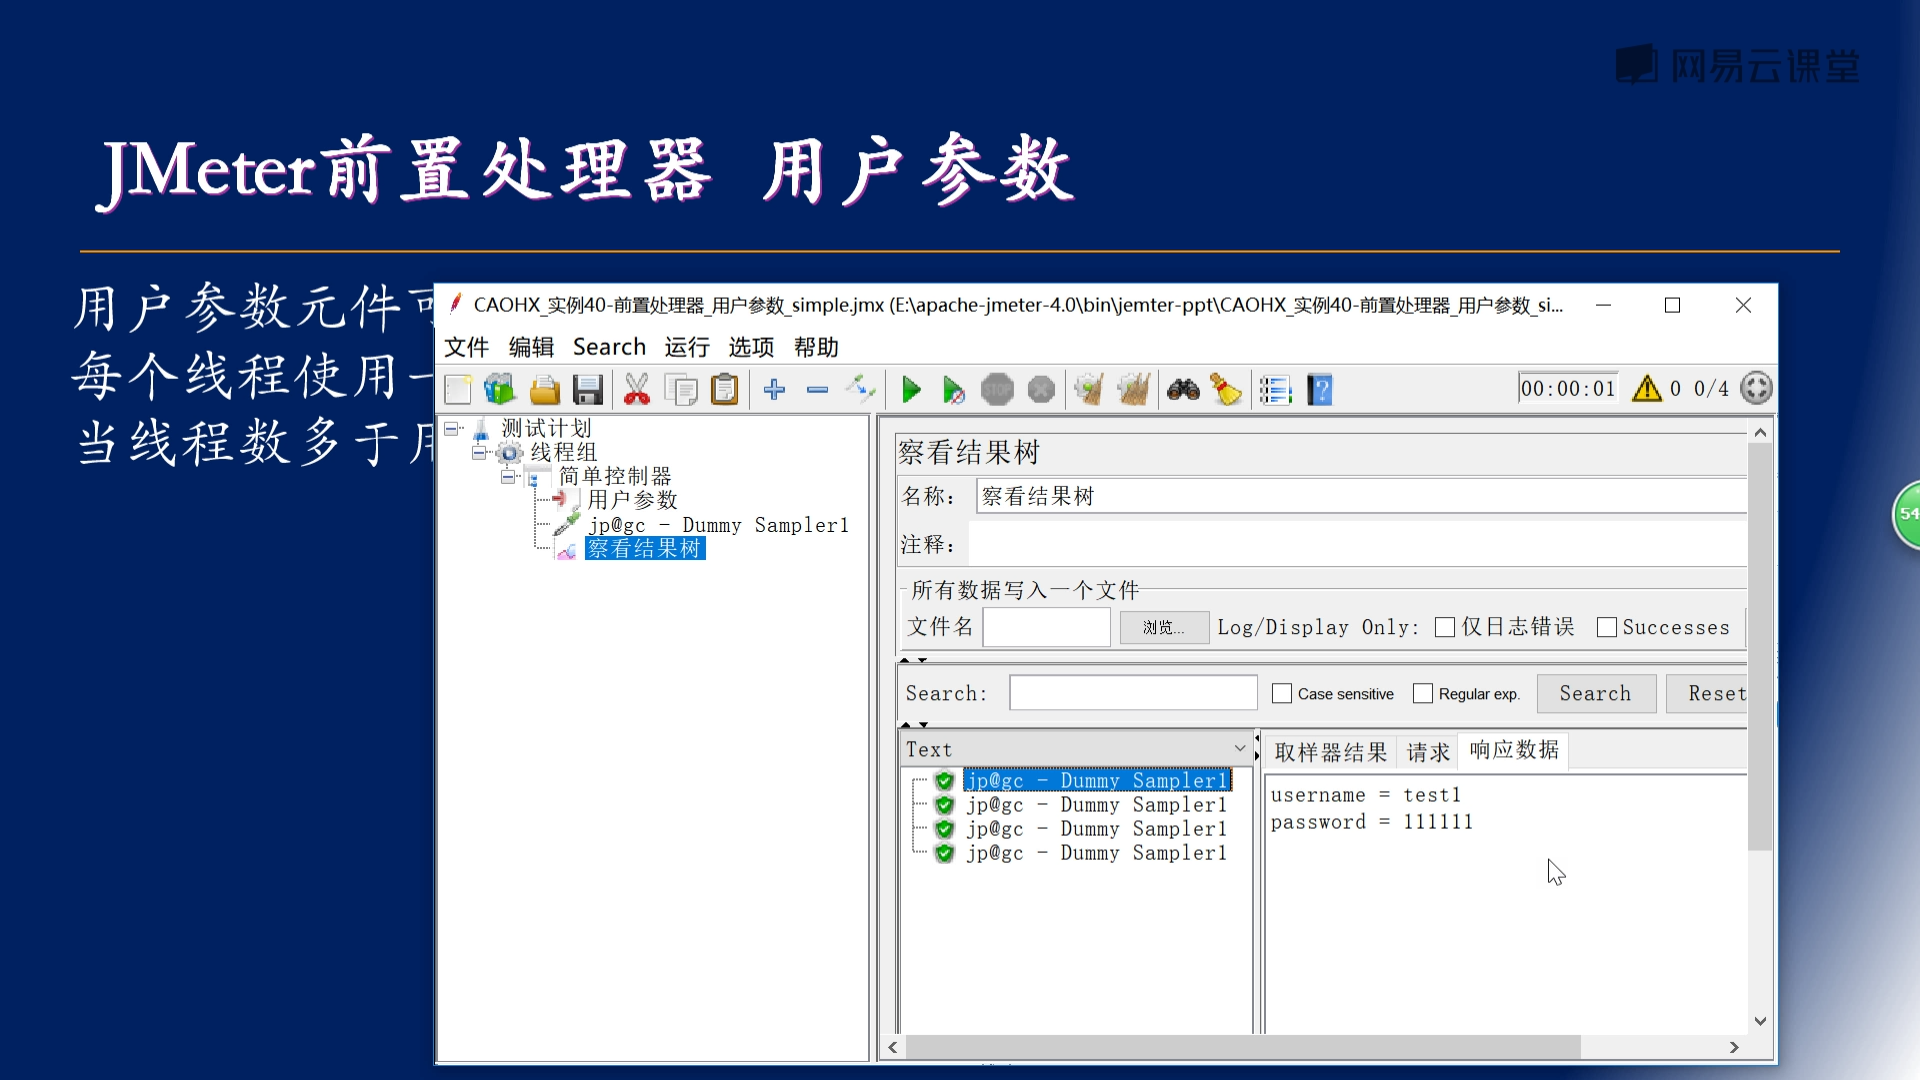 网易云课堂
JMeter前置处理器 用户参数
用户参数元件可
每个线程使用一
当线程数多于用
CAOHX_实例40-前置处理器_用户参数_simple.jmx (E:\apache-jmeter-4.0\bin\jemter-ppt\CAOHX_实例40-前置处理器_用户参数_si...
文件 编辑 Search 运行 选项 帮助
STOP 00:00:01 0 0/4
测试计划
线程组
简单控制器
用户参数
jp@gc - Dummy Sampler1
察看结果树
察看结果树
名称： 察看结果树
注释：
所有数据写入一个文件
文件名 浏览... Log/Display Only: 仅日志错误 Successes
Search: Case sensitive Regular exp. Search Reset
Text
jp@gc - Dummy Sampler1
jp@gc - Dummy Sampler1
jp@gc - Dummy Sampler1
jp@gc - Dummy Sampler1
取样器结果 请求 响应数据
username = test1
password = 111111
54